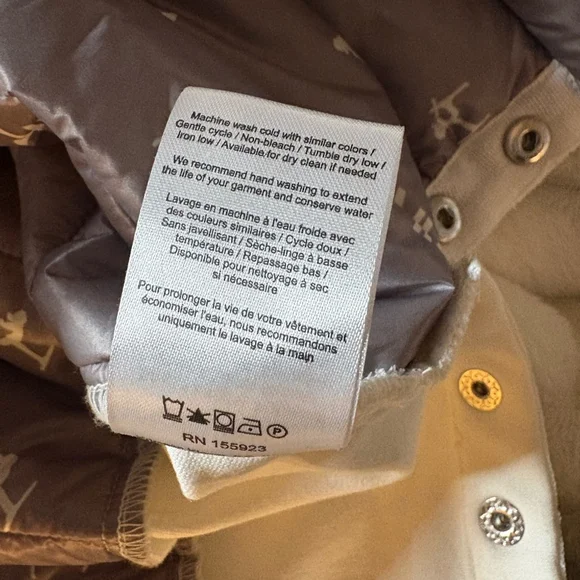 Machine wash cold with similar colors /
Gentle cycle / Non-bleach / Tumble dry low /
Iron low / Available for dry clean if needed
We recommend hand washing to extend
the life of your garment and conserve water
Lavage en machine à l'eau froide avec
des couleurs similaires / Cycle doux /
Sans javellisant / Sèche-linge à basse
température / Repassage bas /
Disponible pour nettoyage à sec
si nécessaire
Pour prolonger la vie de votre vêtement et
économiser l'eau, nous recommandons
uniquement le lavage à la main
P
RN 155923